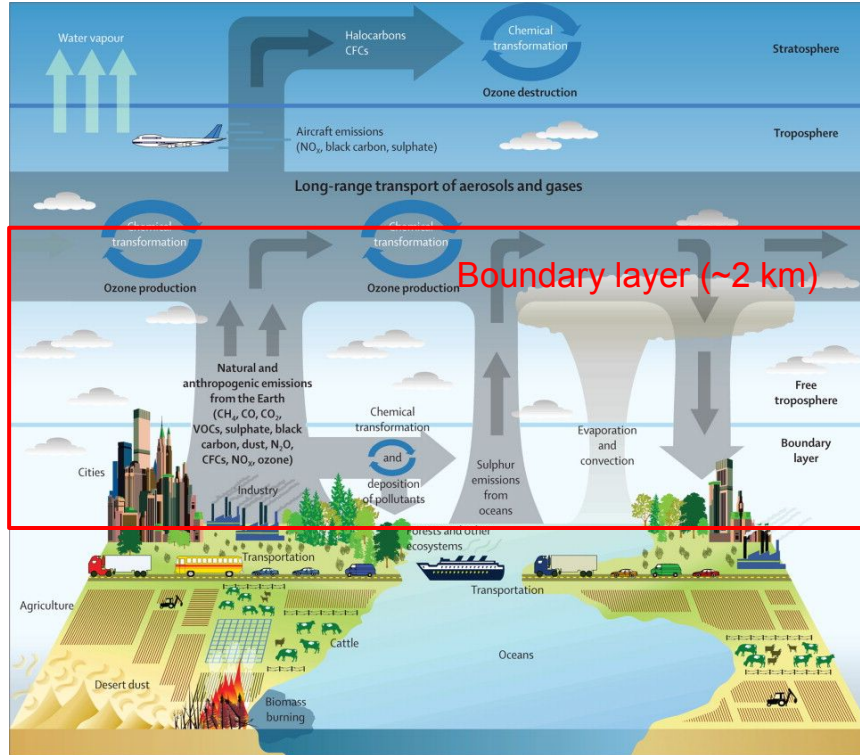 Water vapour
Halocarbons
CFCs
Chemical
transformation
Stratosphere
Ozone destruction
Aircraft emissions
(NOₓ, black carbon, sulphate)
Troposphere
Long-range transport of aerosols and gases
Chemical
transformation
Ozone production
Chemical
transformation
Ozone production
Boundary layer (~2 km)
Natural and
anthropogenic emissions
from the Earth
(CH₄, CO, CO₂,
VOCs, sulphate, black
carbon, dust, N₂O,
CFCs, NOₓ, ozone)
Chemical
transformation
and
deposition
of pollutants
Sulphur
emissions
from
oceans
Evaporation
and
convection
Free
troposphere
Boundary
layer
Cities
Industry
Forests and other
ecosystems
Transportation
Transportation
Agriculture
Cattle
Oceans
Desert dust
Biomass
burning